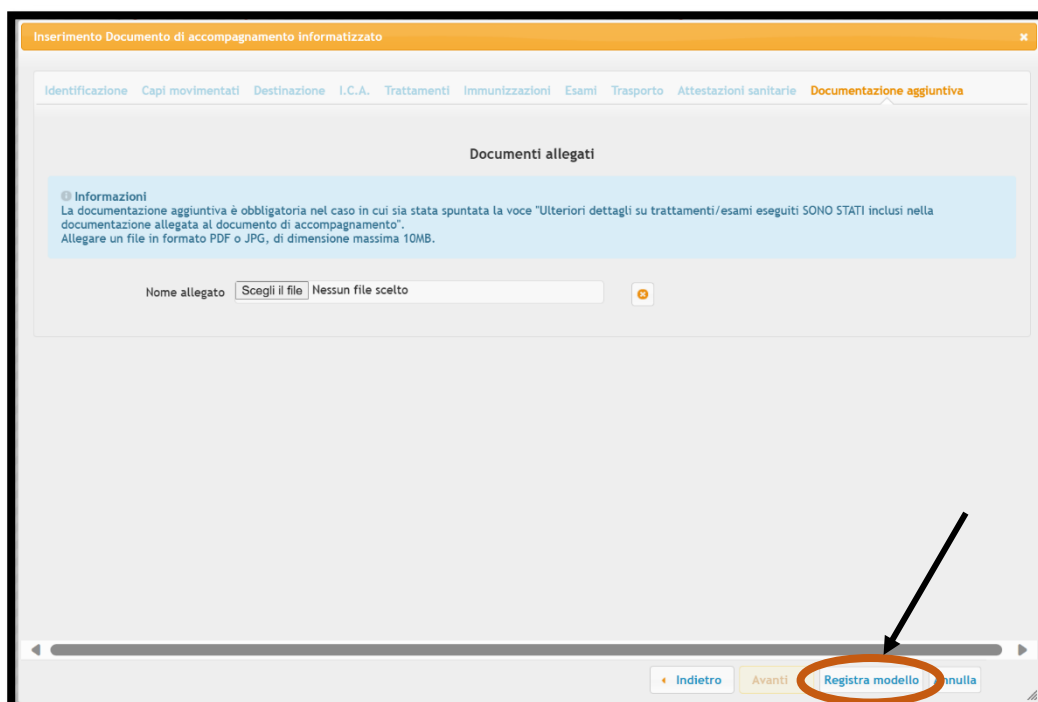 Inserimento Documento di accompagnamento informatizzato
Identificazione Capi movimentati Destinazione I.C.A. Trattamenti Immunizzazioni Esami Trasporto Attestazioni sanitarie Documentazione aggiuntiva
Documenti allegati
Informazioni
La documentazione aggiuntiva è obbligatoria nel caso in cui sia stata spuntata la voce "Ulteriori dettagli su trattamenti/esami eseguiti SONO STATI inclusi nella
documentazione allegata al documento di accompagnamento".
Allegare un file in formato PDF o JPG, di dimensione massima 10MB.
Nome allegato Scegli il file Nessun file scelto
Indietro Avanti Registra modello Annulla